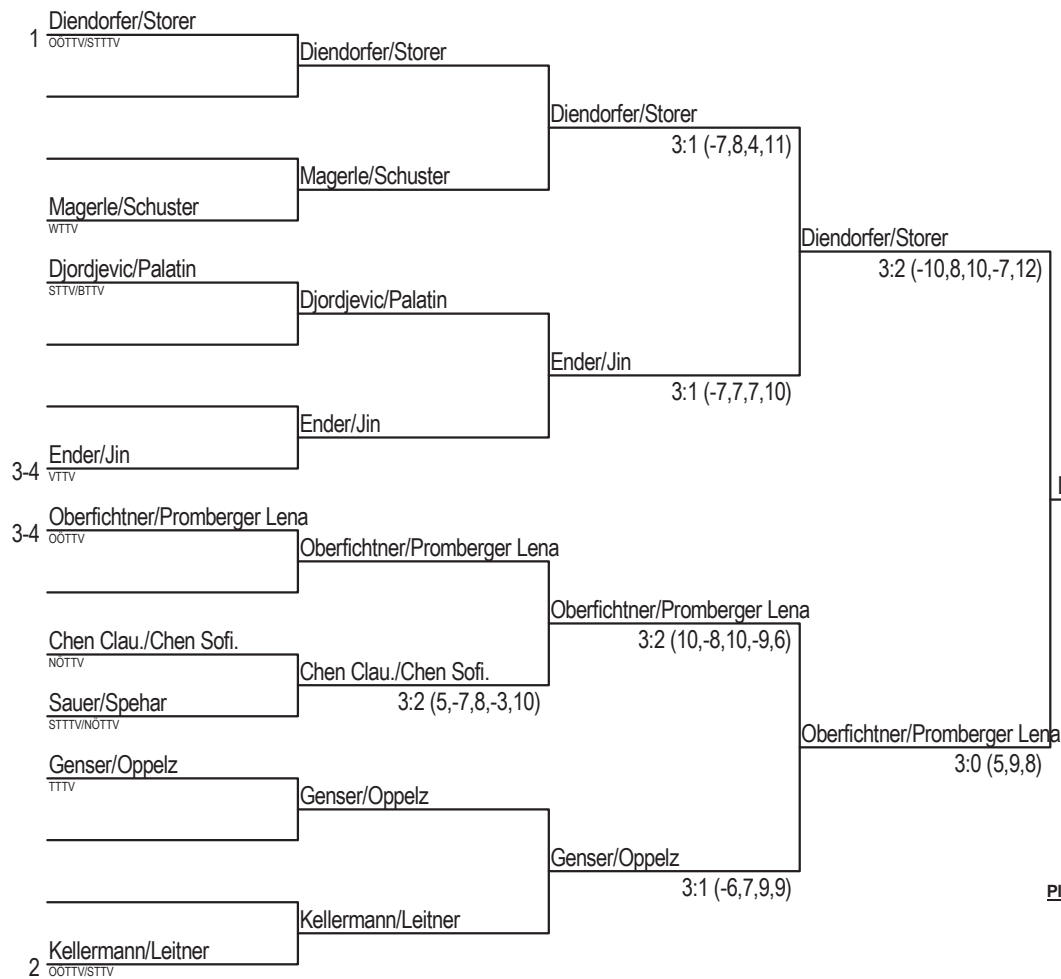 1 Diendorfer/Storer
OÖTTV/STTTV
Diendorfer/Storer
Diendorfer/Storer
3:1 (-7,8,4,11)
Magerle/Schuster
Magerle/Schuster
WTTV
Diendorfer/Storer
3:2 (-10,8,10,-7,12)
Djordjevic/Palatin
STTV/BTTV
Djordjevic/Palatin
Ender/Jin
3:1 (-7,7,7,10)
Ender/Jin
3-4 Ender/Jin
VTTV
3-4 Oberfichtner/Promberger Lena
OÖTTV
Oberfichtner/Promberger Lena
Oberfichtner/Promberger Lena
3:2 (10,-8,10,-9,6)
Chen Clau./Chen Sofi.
NÖTTV
Chen Clau./Chen Sofi.
3:2 (5,-7,8,-3,10)
Sauer/Spehar
STTTV/NÖTTV
Oberfichtner/Promberger Lena
3:0 (5,9,8)
Genser/Oppelz
TTTV
Genser/Oppelz
Genser/Oppelz
3:1 (-6,7,9,9)
Kellermann/Leitner
2 Kellermann/Leitner
OÖTTV/STTV